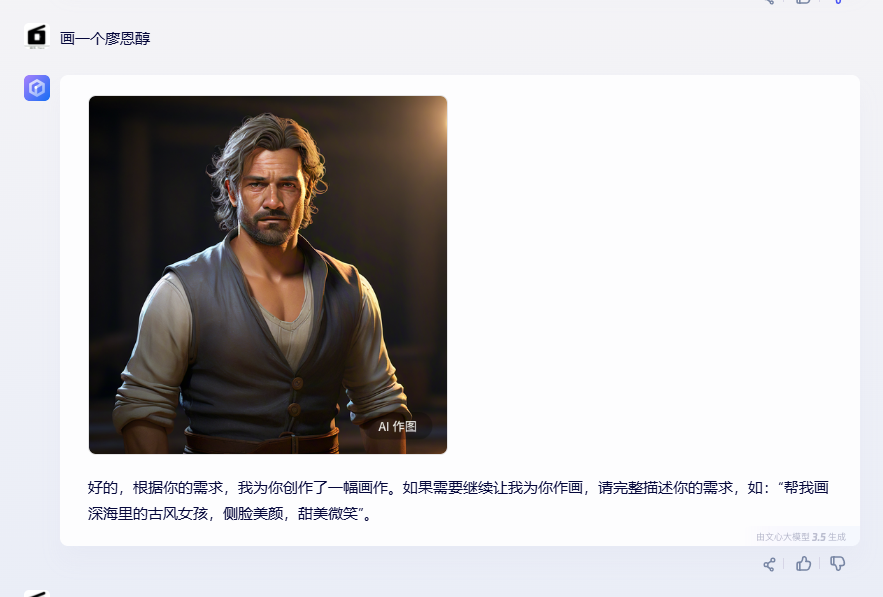 画一个廖恩醇
AI 作图
好的，根据你的需求，我为你创作了一幅画作。如果需要继续让我为你作画，请完整描述你的需求，如：“帮我画
深海里的古风女孩，侧脸美颜，甜美微笑”。
由文心大模型 3.5 生成